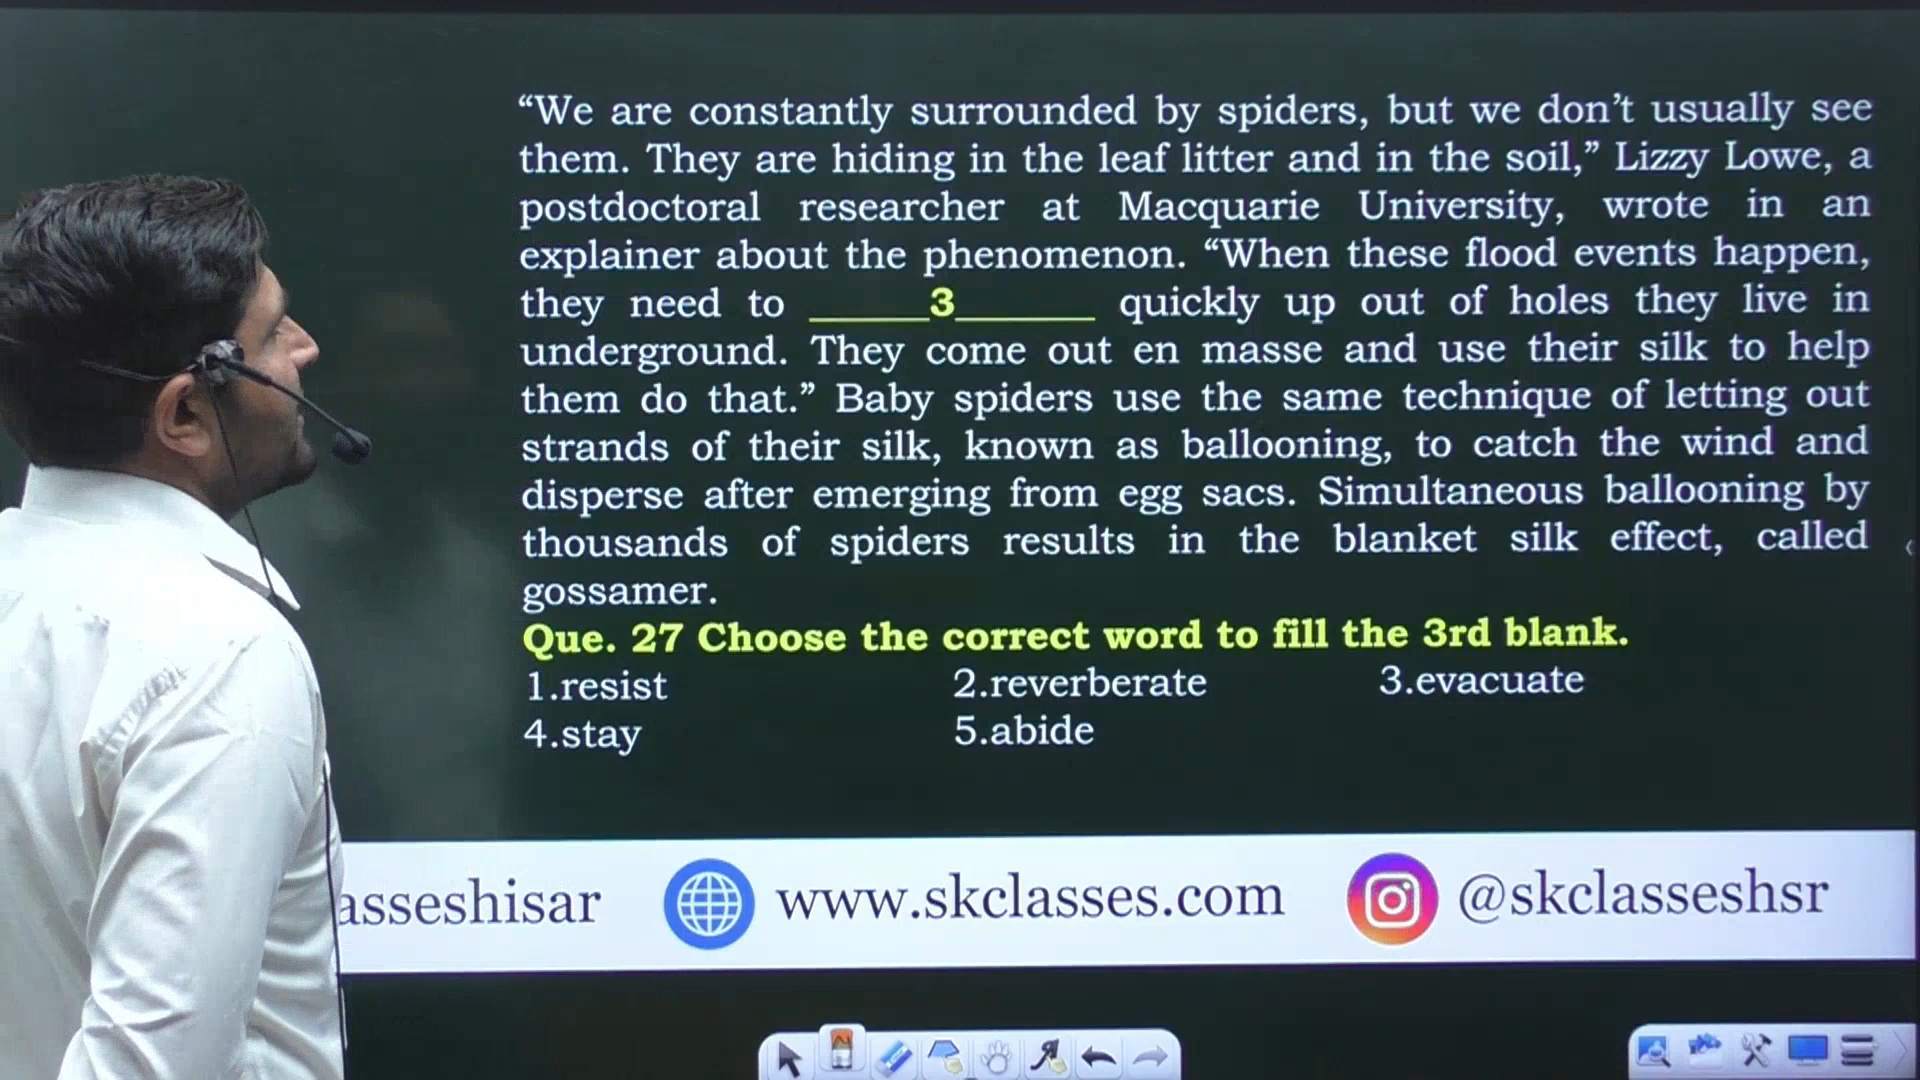 “We are constantly surrounded by spiders, but we don’t usually see
them. They are hiding in the leaf litter and in the soil,” Lizzy Lowe, a
postdoctoral researcher at Macquarie University, wrote in an
explainer about the phenomenon. “When these flood events happen,
they need to ______3_______ quickly up out of holes they live in
underground. They come out en masse and use their silk to help
them do that.” Baby spiders use the same technique of letting out
strands of their silk, known as ballooning, to catch the wind and
disperse after emerging from egg sacs. Simultaneous ballooning by
thousands of spiders results in the blanket silk effect, called
gossamer.
Que. 27 Choose the correct word to fill the 3rd blank.
1.resist 2.reverberate 3.evacuate
4.stay 5.abide
asseshisar www.skclasses.com @skclasseshsr